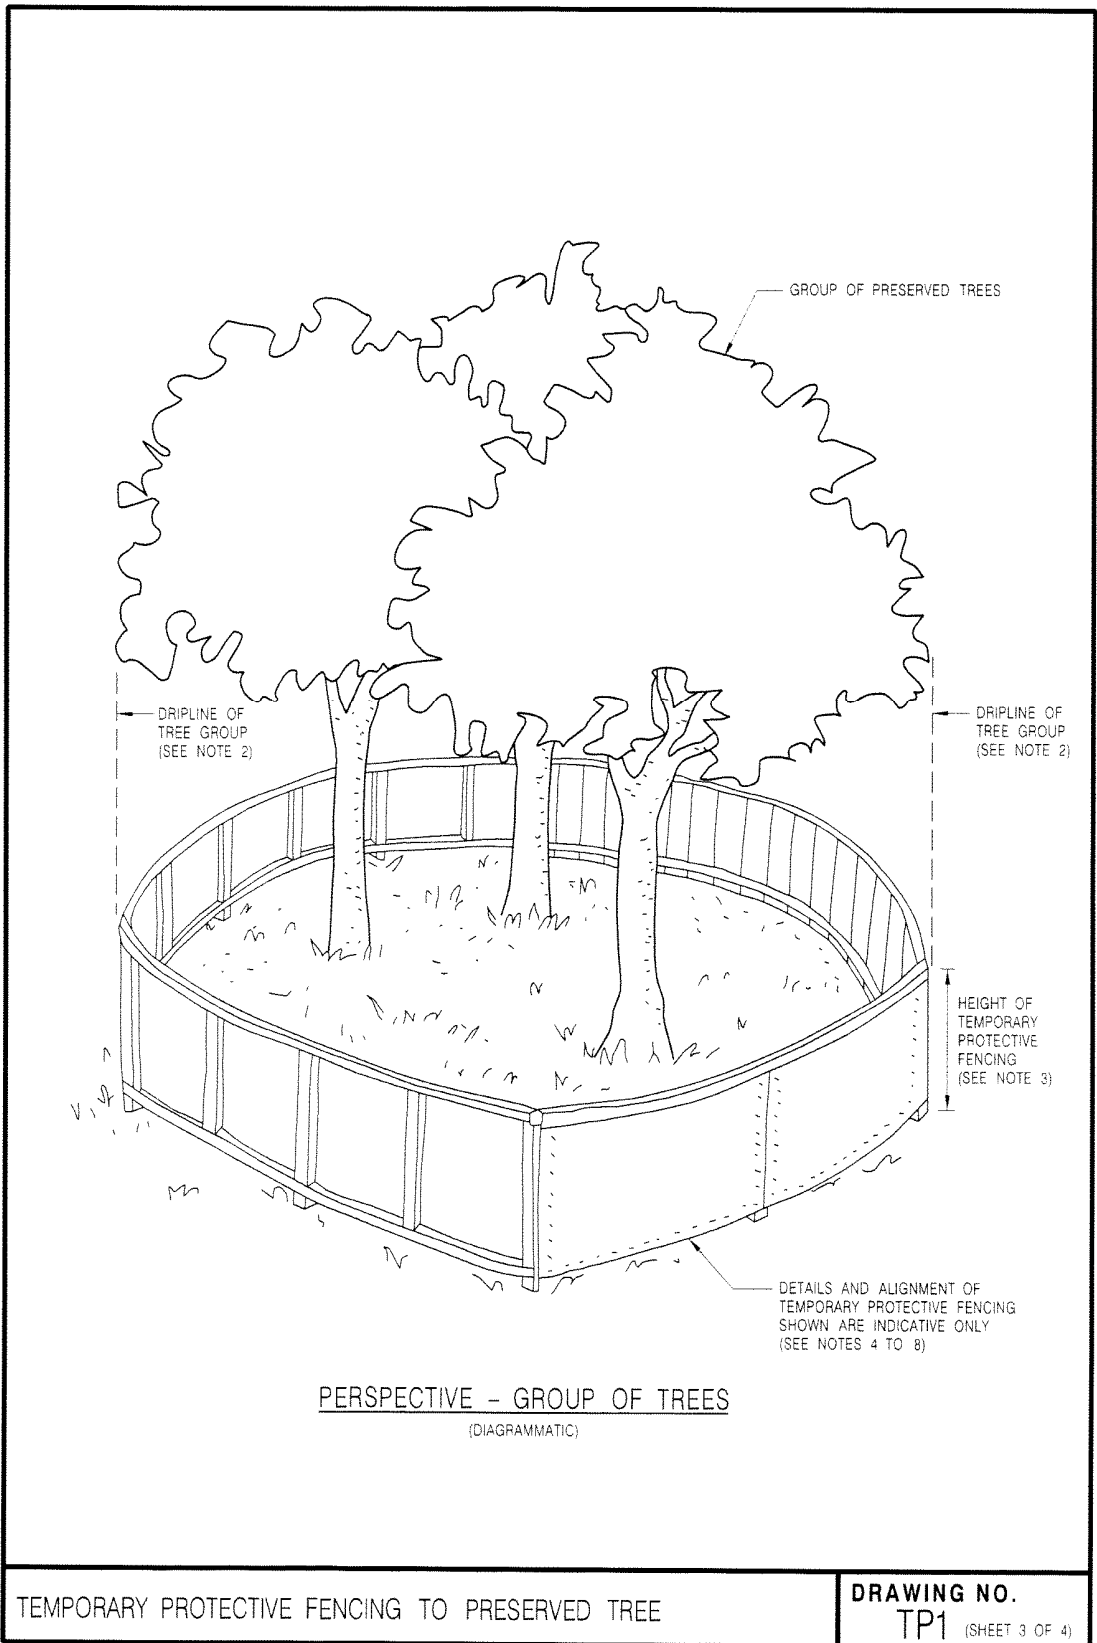 GROUP OF PRESERVED TREES
DRIPLINE OF
TREE GROUP
(SEE NOTE 2)
DRIPLINE OF
TREE GROUP
(SEE NOTE 2)
HEIGHT OF
TEMPORARY
PROTECTIVE
FENCING
(SEE NOTE 3)
DETAILS AND ALIGNMENT OF
TEMPORARY PROTECTIVE FENCING
SHOWN ARE INDICATIVE ONLY
(SEE NOTES 4 TO 8)
PERSPECTIVE - GROUP OF TREES
(DIAGRAMMATIC)
TEMPORARY PROTECTIVE FENCING TO PRESERVED TREE
DRAWING NO.
TP1 (SHEET 3 OF 4)